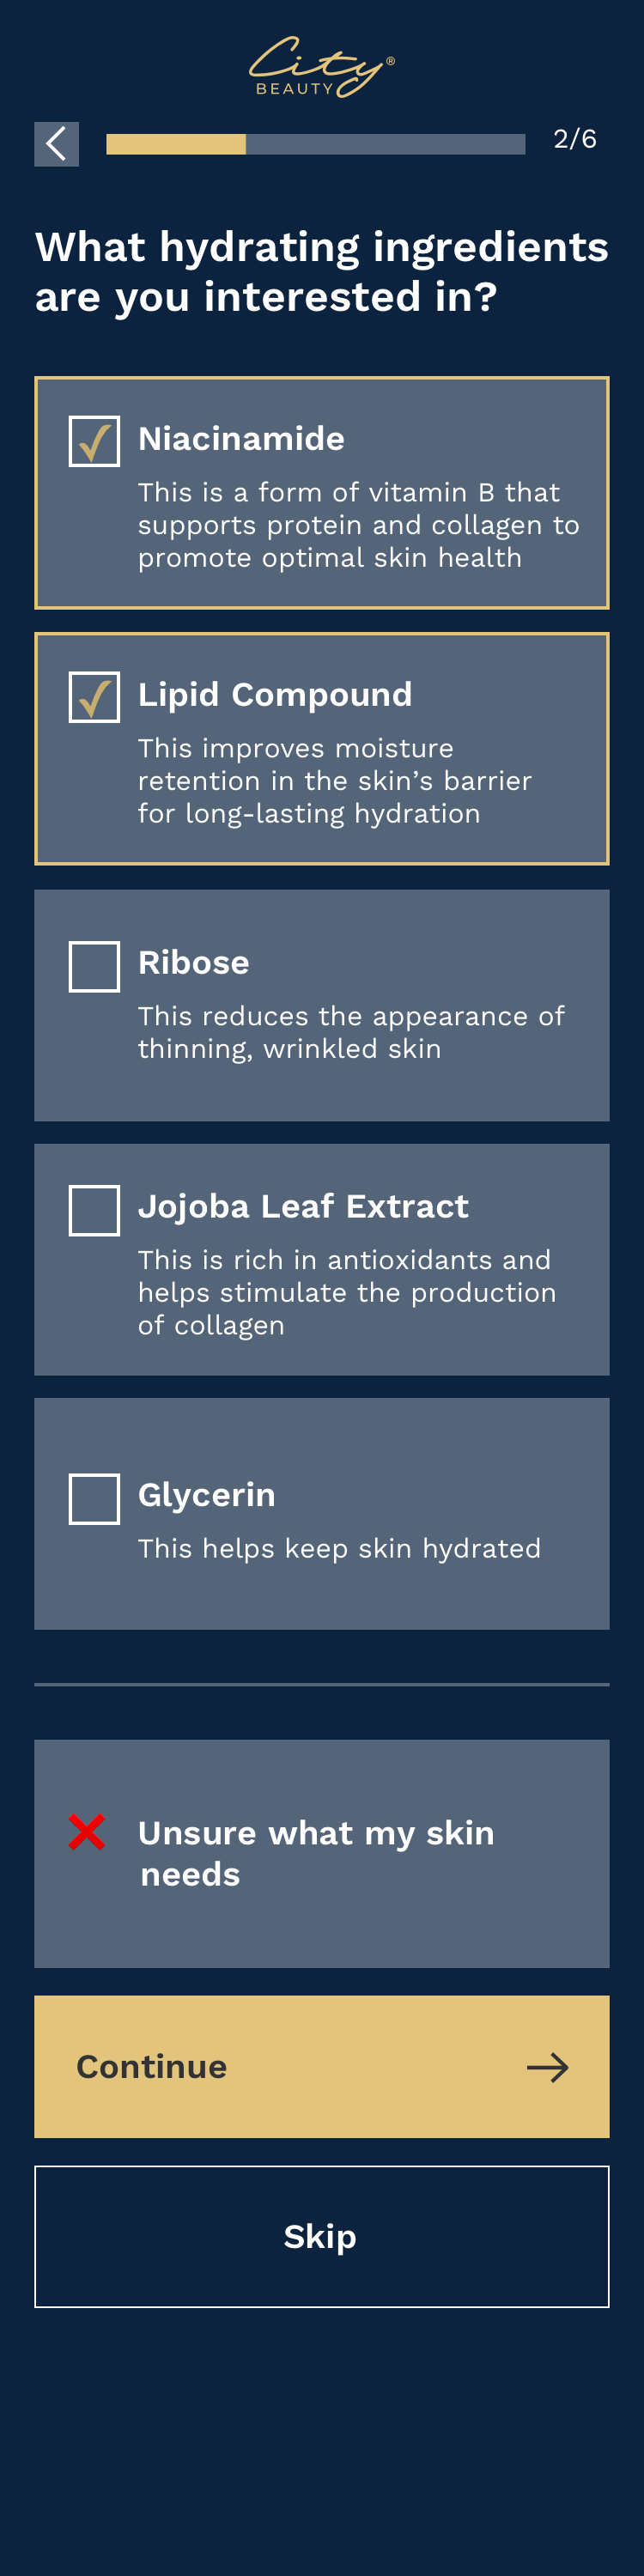 City®
BEAUTY
2/6
What hydrating ingredients
are you interested in?
Niacinamide
This is a form of vitamin B that
supports protein and collagen to
promote optimal skin health
Lipid Compound
This improves moisture
retention in the skin’s barrier
for long-lasting hydration
Ribose
This reduces the appearance of
thinning, wrinkled skin
Jojoba Leaf Extract
This is rich in antioxidants and
helps stimulate the production
of collagen
Glycerin
This helps keep skin hydrated
Unsure what my skin
needs
Continue
Skip